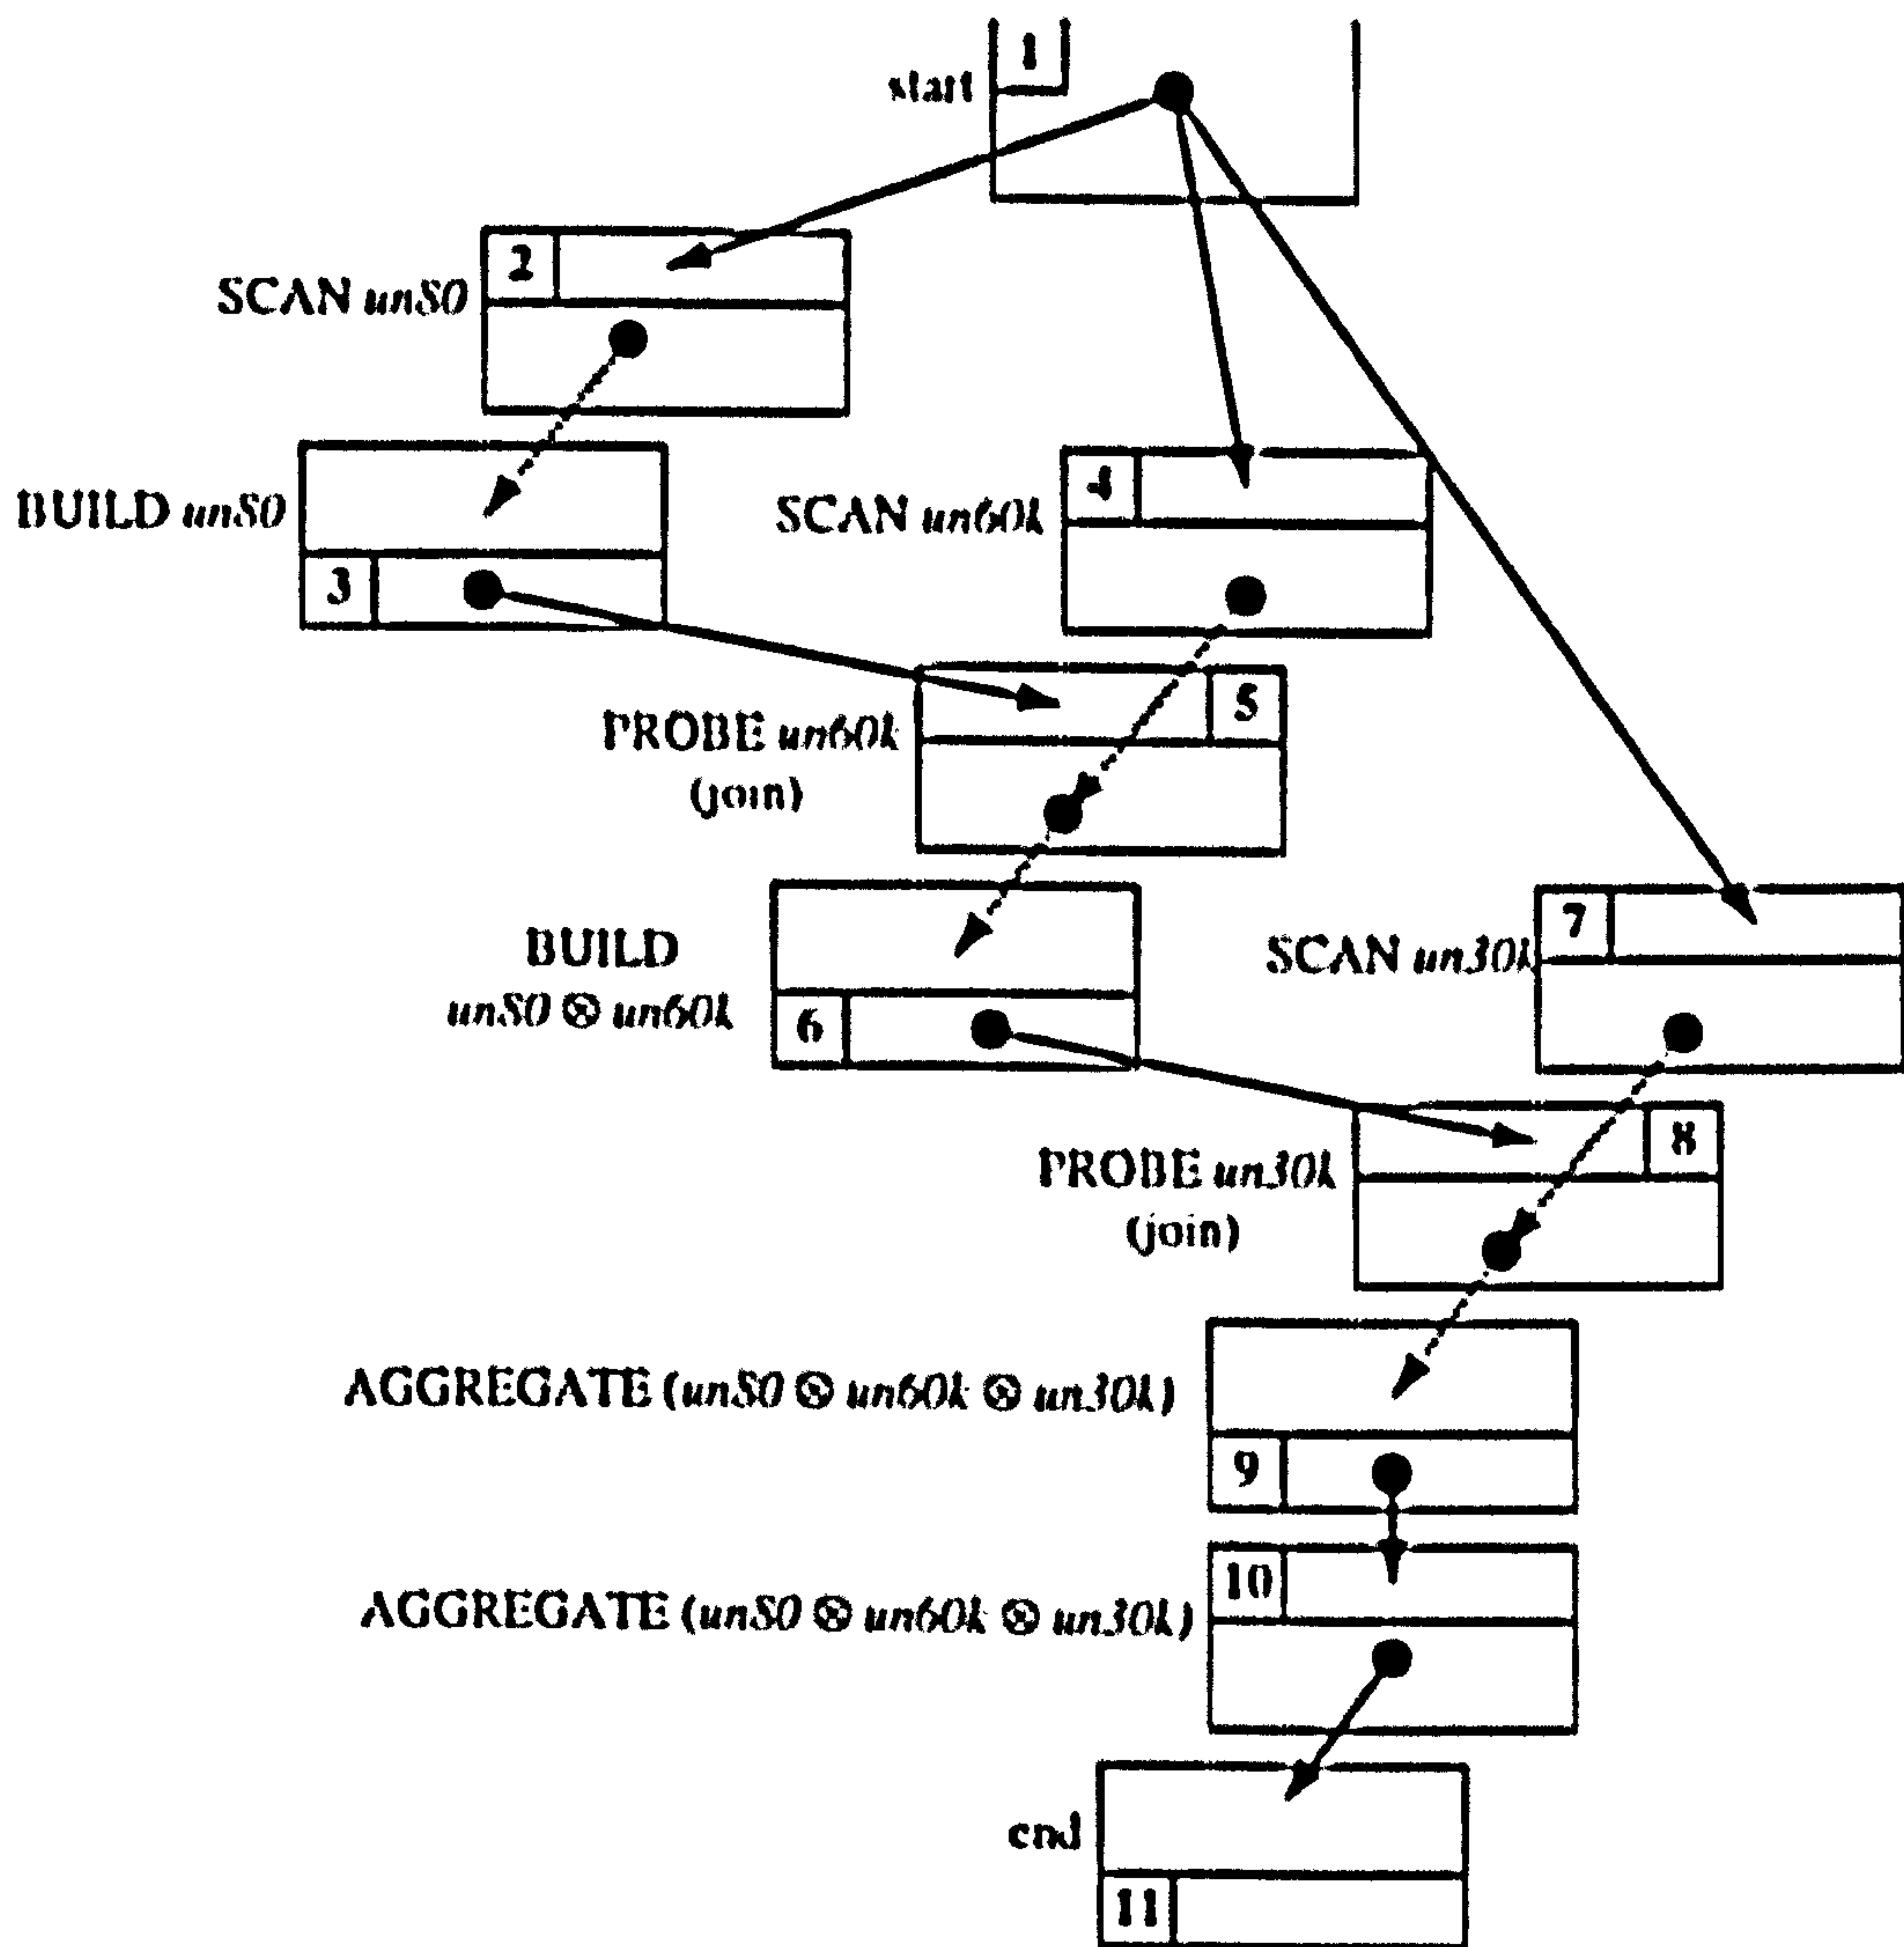 1
start
2
SCAN un80
BUILD un80
3
4
SCAN un60k
5
PROBE un60k
(join)
BUILD
un80 ⊗ un60k
6
7
SCAN un30k
8
PROBE un30k
(join)
AGGREGATE (un80 ⊗ un60k ⊗ un30k)
9
10
AGGREGATE (un80 ⊗ un60k ⊗ un30k)
end
11